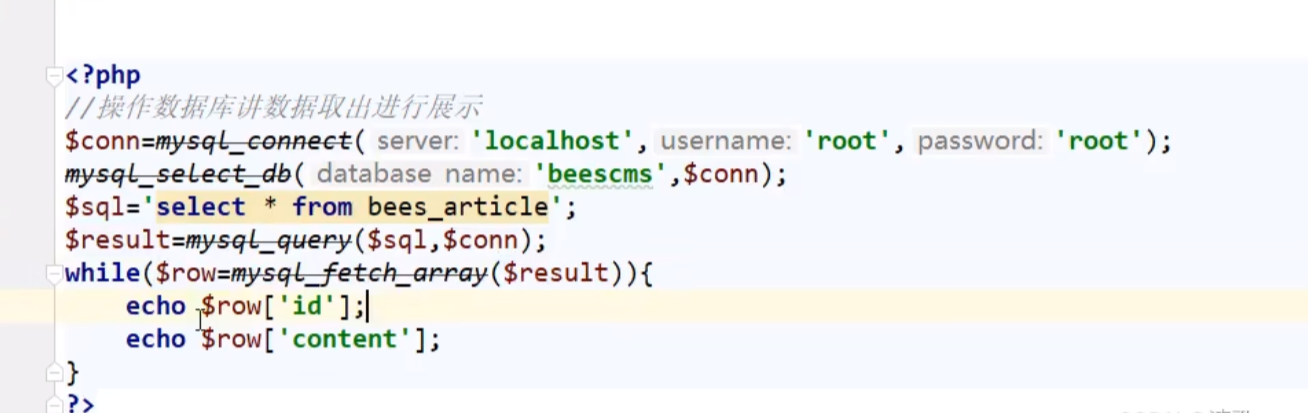 <?php
//操作数据库讲数据取出进行展示
$conn=mysql_connect( server: 'localhost', username: 'root', password: 'root');
mysql_select_db( database name: 'beescms',$conn);
$sql='select * from bees_article';
$result=mysql_query($sql,$conn);
while($row=mysql_fetch_array($result)){
    echo $row['id'];
    echo $row['content'];
}
?>